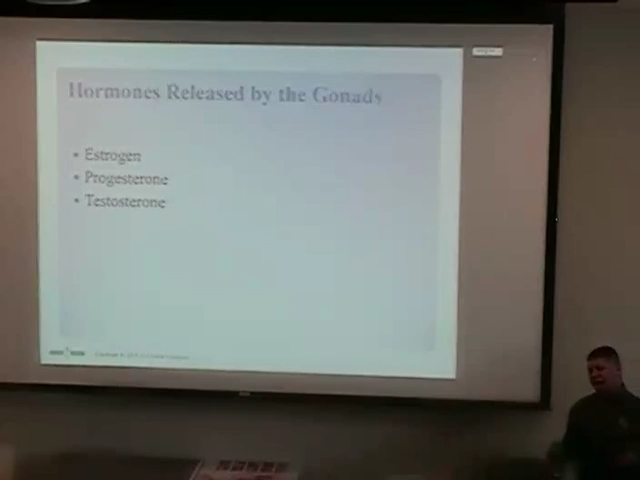 Hormones Released by the Gonads
• Estrogen
• Progesterone
• Testosterone